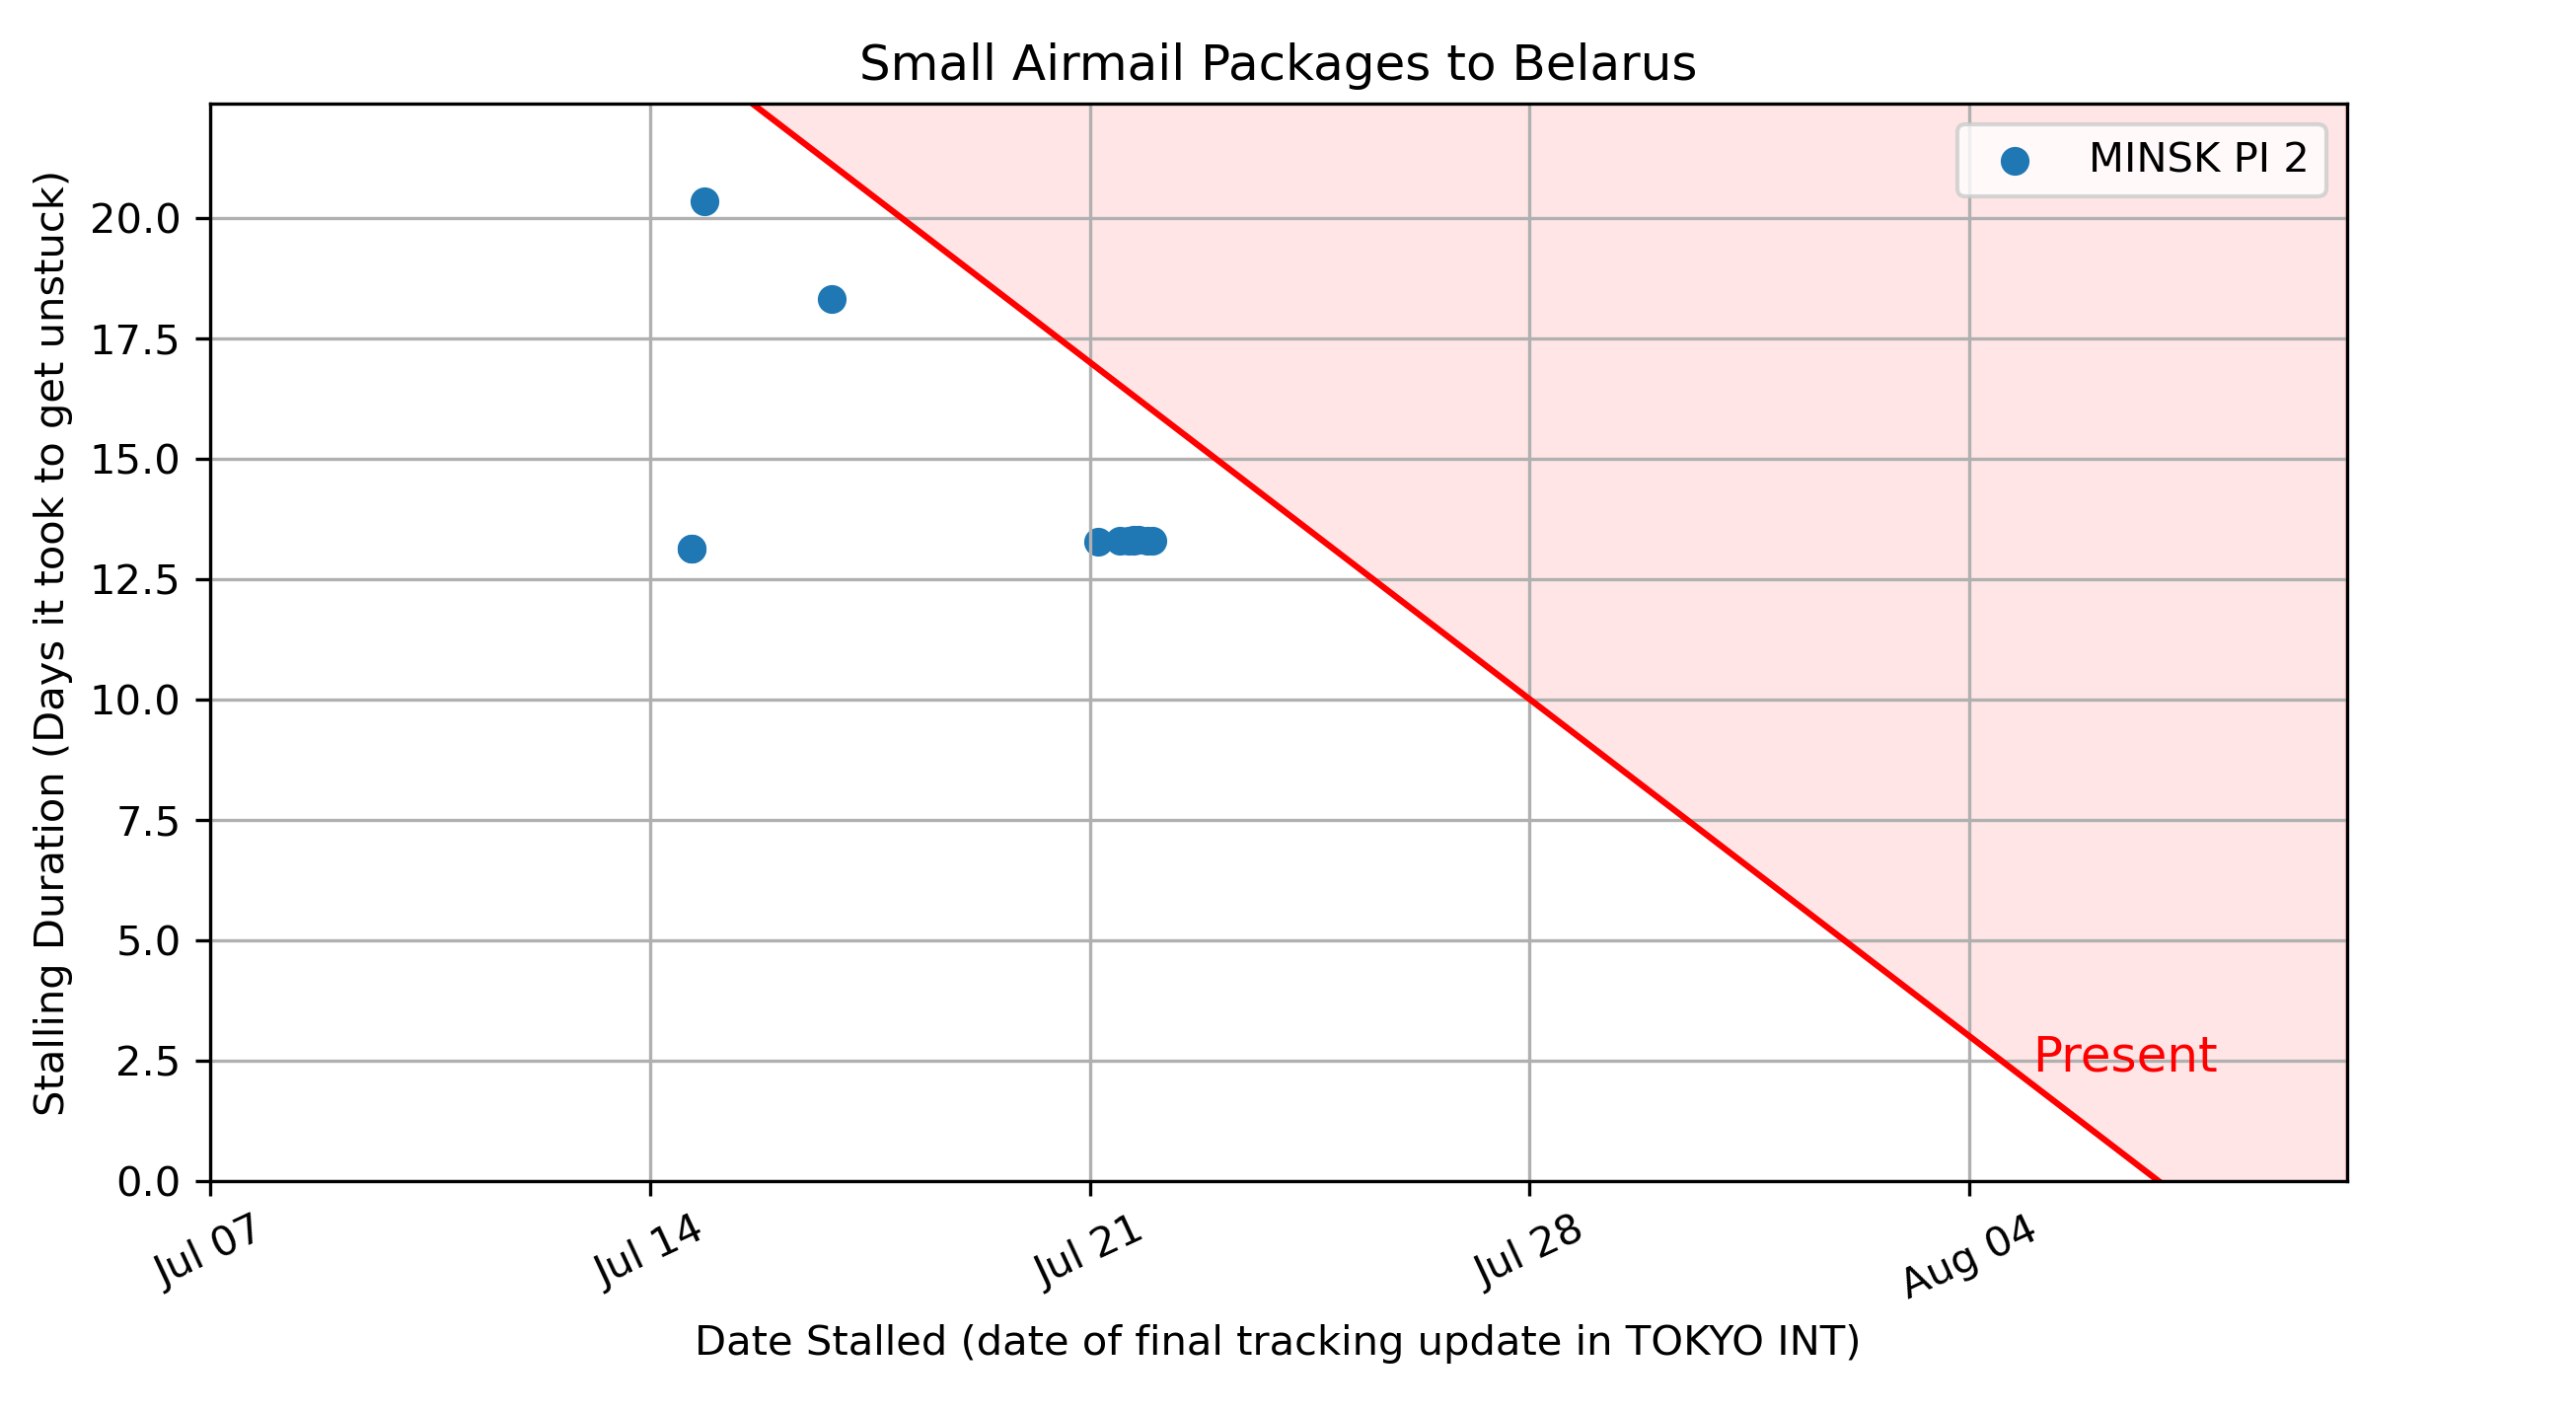 Small Airmail Packages to Belarus
MINSK PI 2
Stalling Duration (Days it took to get unstuck)
20.0
17.5
15.0
12.5
10.0
7.5
5.0
2.5
0.0
Present
Jul 07
Jul 14
Jul 21
Jul 28
Aug 04
Date Stalled (date of final tracking update in TOKYO INT)